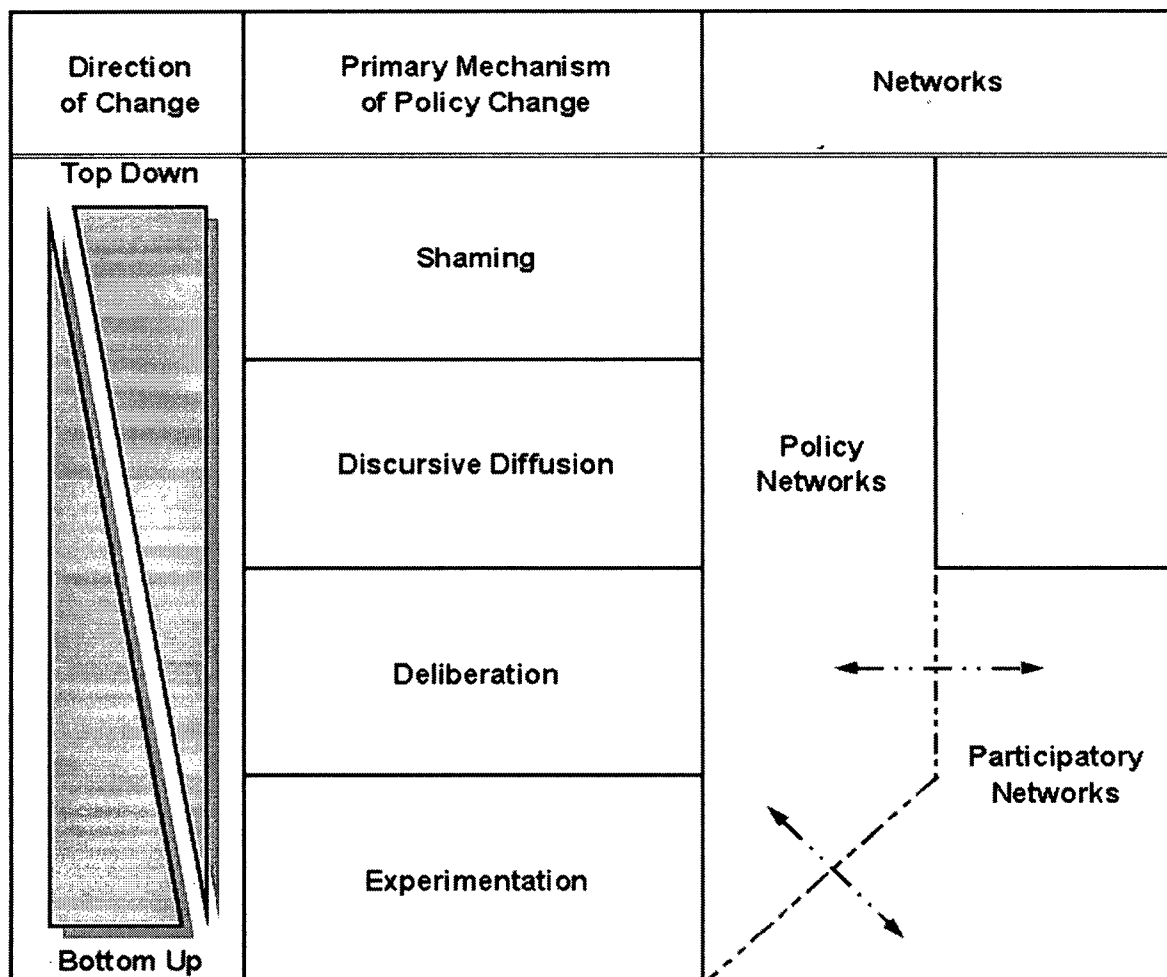 Direction
of Change
Primary Mechanism
of Policy Change
Networks
Top Down
Shaming
Discursive Diffusion
Policy
Networks
Deliberation
Participatory
Networks
Experimentation
Bottom Up